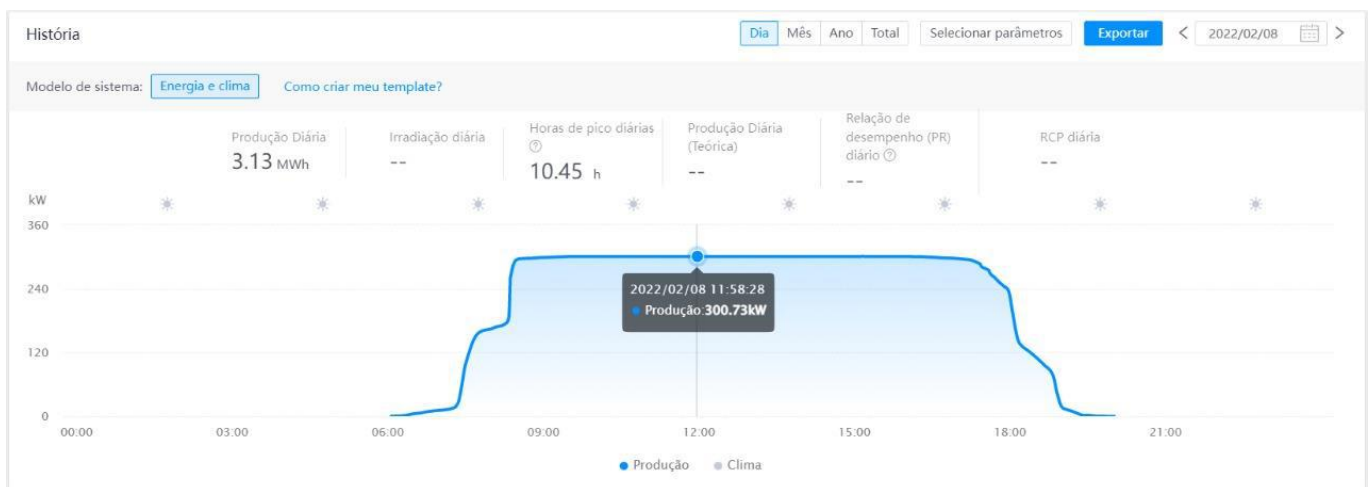 História
Dia Mês Ano Total Selecionar parâmetros Exportar < 2022/02/08 >
Modelo de sistema: Energia e clima Como criar meu template?
Produção Diária
3.13 MWh
Irradiação diária
--
Horas de pico diárias
?
10.45 h
Produção Diária
(Teórica)
--
Relação de
desempenho (PR)
diário ?
--
RCP diária
--
kW
360
240
120
0
2022/02/08 11:58:28
Produção:300.73kW
00:00 03:00 06:00 09:00 12:00 15:00 18:00 21:00
Produção Clima